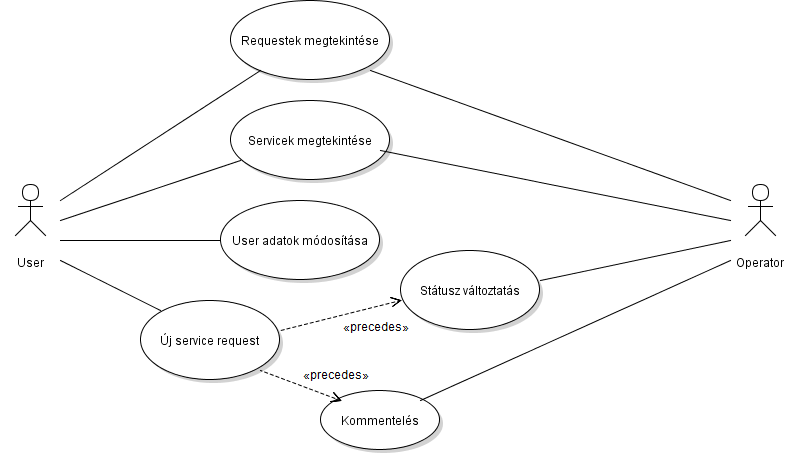 Requestek megtekintése
Servicek megtekintése
User adatok módosítása
User
Operator
Státusz változtatás
«precedes»
Új service request
«precedes»
Kommentelés